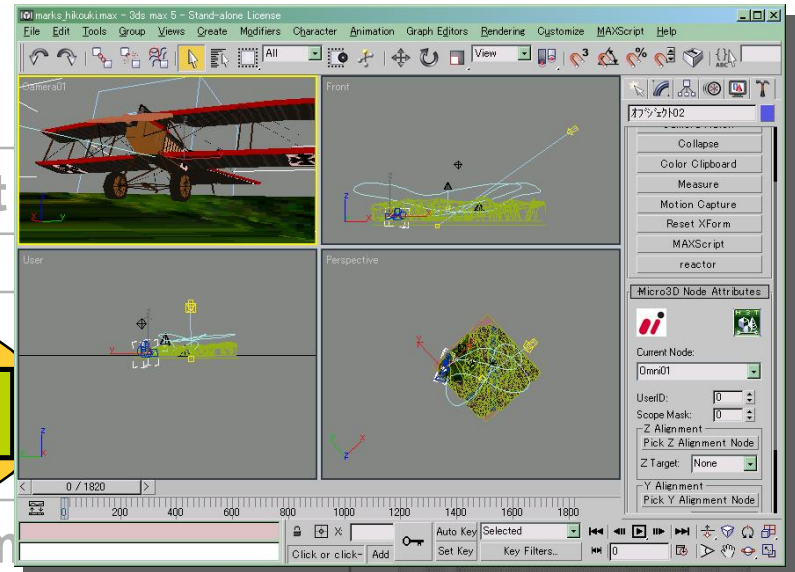 marks_hikouki.max - 3ds max 5 - Stand-alone License
File Edit Tools Group Views Create Modifiers Character Animation Graph Editors Rendering Customize MAXScript Help
All
View
ABC
Camera01
Front
オブジェクト02
Collapse
Color Clipboard
Measure
Motion Capture
Reset XForm
MAXScript
reactor
User
Perspective
Micro3D Node Attributes
Current Node:
Omni01
UserID: 0
Scope Mask: 0
Z Alignment
Pick Z Alignment Node
Z Target: None
Y Alignment
Pick Y Alignment Node
0 / 1820
0 200 400 600 800 1000 1200 1400 1600 1800
X
Auto Key Selected
Click or click- Add
Set Key Key Filters...
0